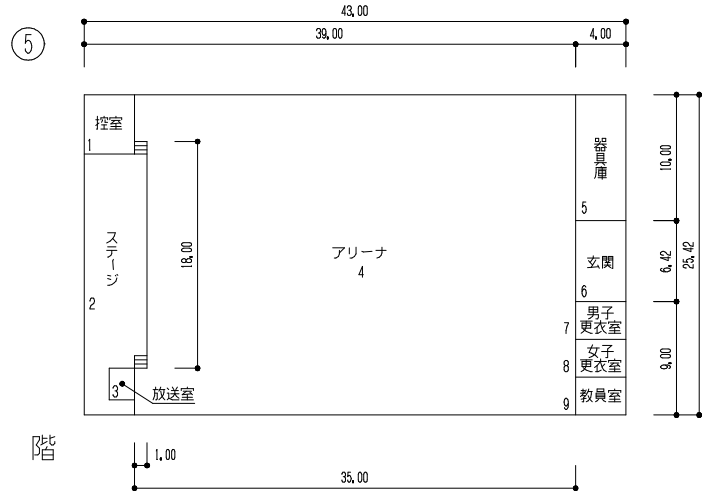 43,00
⑤
39,00
4,00
控室
1
器具庫
5
10,00
ステージ
2
18,00
アリーナ
4
玄関
6
6,42
25,42
男子
更衣室
7
女子
更衣室
8
9,00
3
放送室
教員室
9
階
1,00
35,00